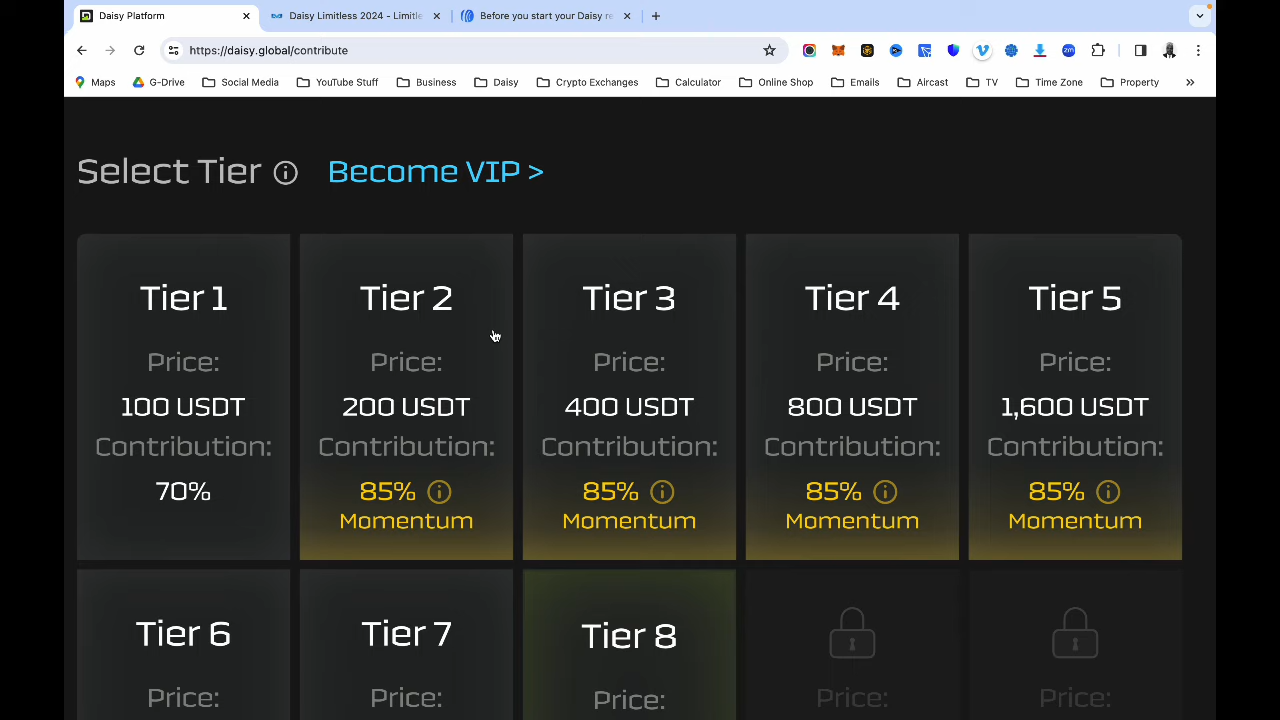 Daisy Platform
Daisy Limitless 2024 - Limitle
Before you start your Daisy re
https://daisy.global/contribute
Maps
G-Drive
Social Media
YouTube Stuff
Business
Daisy
Crypto Exchanges
Calculator
Online Shop
Emails
Aircast
TV
Time Zone
Property
Select Tier
Become VIP >
Tier 1
Price:
100 USDT
Contribution:
70%
Tier 2
Price:
200 USDT
Contribution:
85%
Momentum
Tier 3
Price:
400 USDT
Contribution:
85%
Momentum
Tier 4
Price:
800 USDT
Contribution:
85%
Momentum
Tier 5
Price:
1,600 USDT
Contribution:
85%
Momentum
Tier 6
Price:
Tier 7
Price:
Tier 8
Price:
Price:
Price: